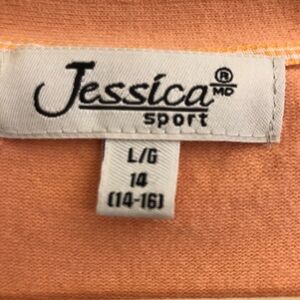 Jessica ®
MD
sport
L/G
14
(14-16)